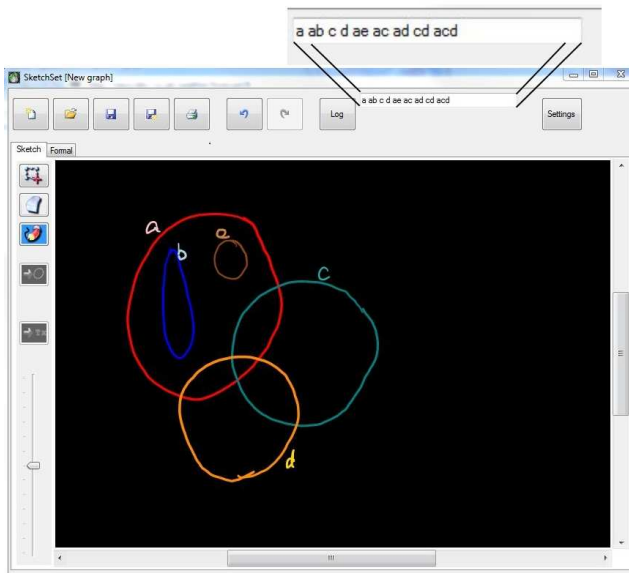 a ab c d ae ac ad cd acd
SketchSet [New graph]
Log
a ab c d ae ac ad cd acd
Settings
Sketch Formal
a
e
b
c
d